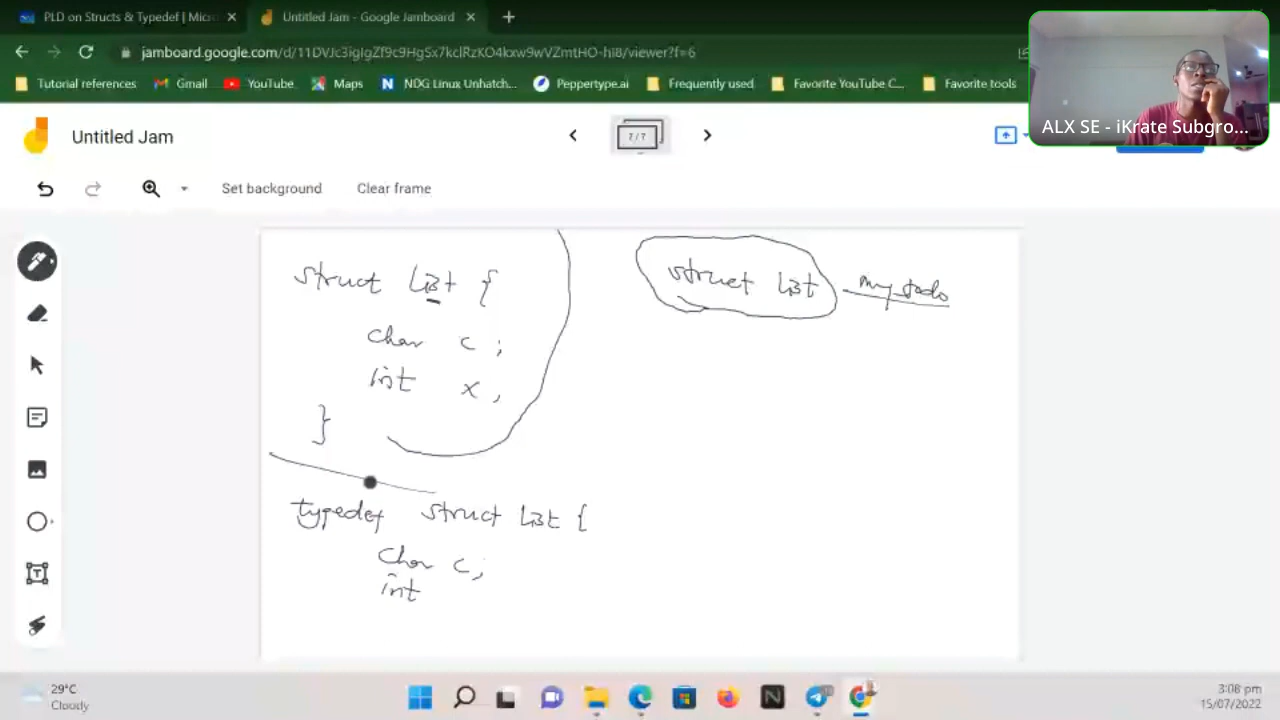 PLD on Structs & Typedef | Micro
Untitled Jam - Google Jamboard
jamboard.google.com/d/11DVJc3iglgZf9c9HgSx7kclRzKO4kxw9wVZmtHO-hi8/viewer?f=6
Tutorial references
Gmail
YouTube
Maps
NDG Linux Unhatch...
Peppertype.ai
Frequently used
Favorite YouTube C...
Favorite tools
ALX SE - iKrate Subgro...
Untitled Jam
7/7
Set background
Clear frame
struct list {
char c ;
int x,
}
struct list my_todo
typedef struct list {
char c;
int
29°C
Cloudy
3:08 pm
15/07/2022